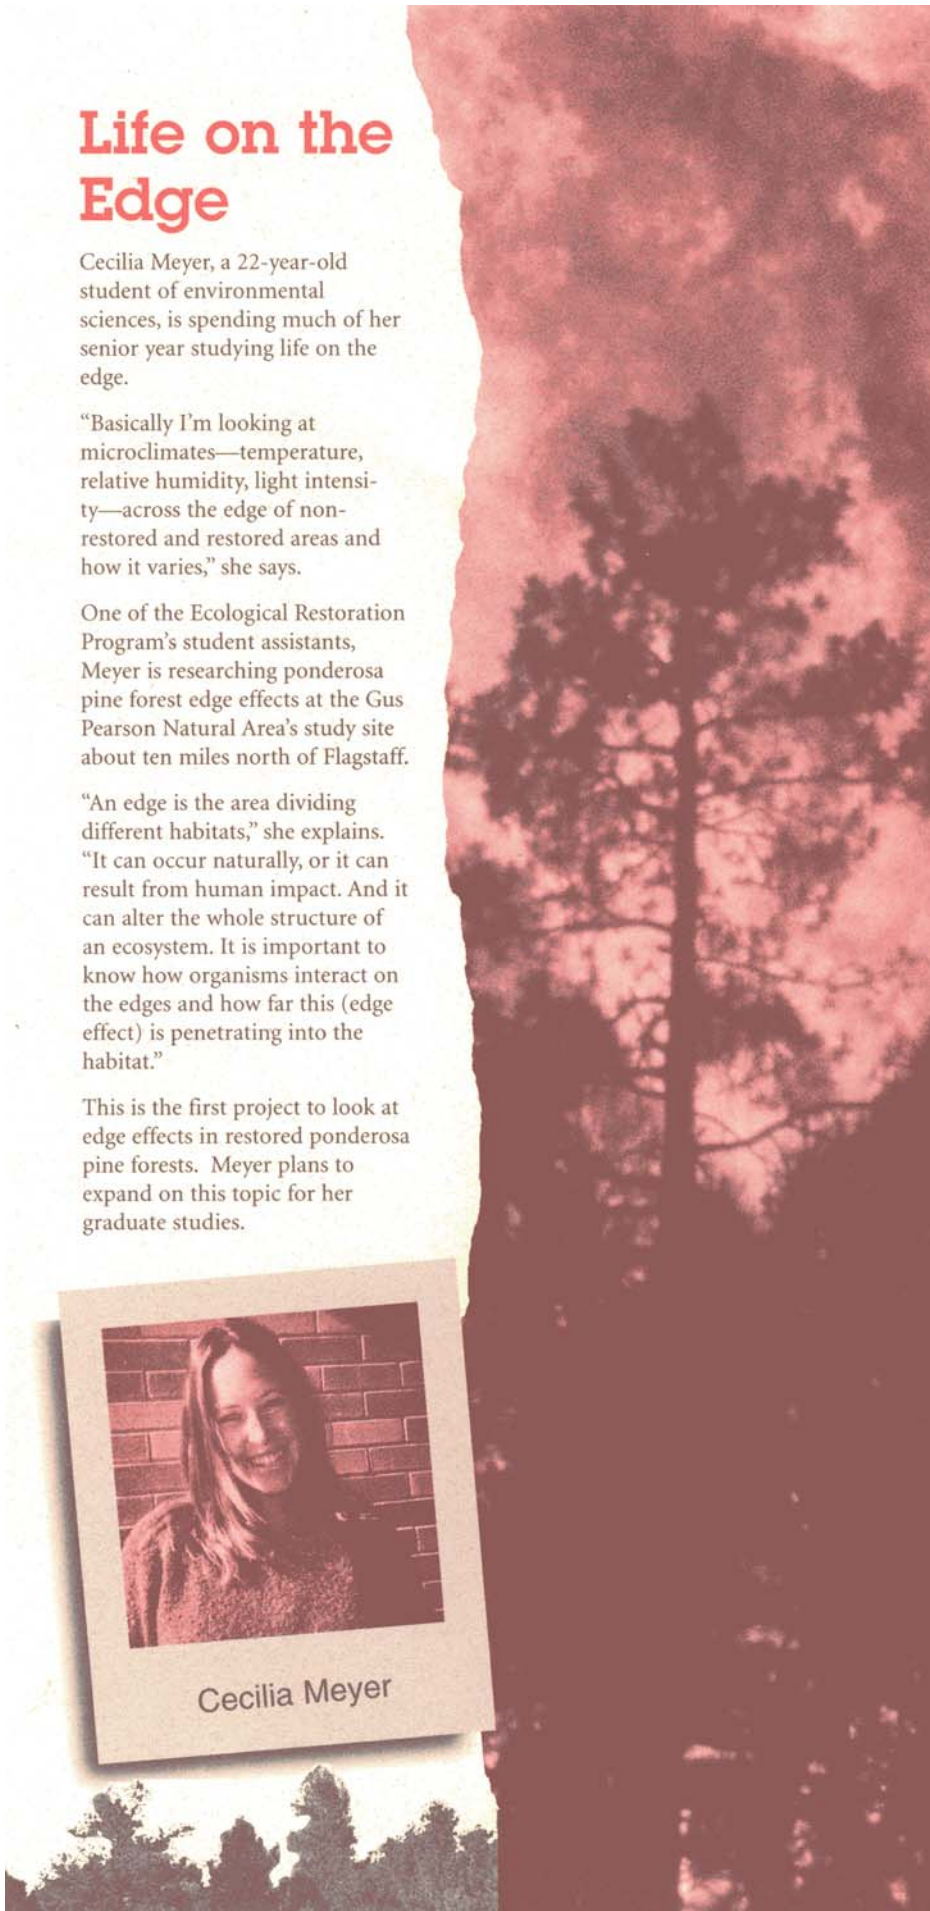 Life on the
Edge
Cecilia Meyer, a 22-year-old
student of environmental
sciences, is spending much of her
senior year studying life on the
edge.
“Basically I’m looking at
microclimates—temperature,
relative humidity, light intensi-
ty—across the edge of non-
restored and restored areas and
how it varies,” she says.
One of the Ecological Restoration
Program’s student assistants,
Meyer is researching ponderosa
pine forest edge effects at the Gus
Pearson Natural Area’s study site
about ten miles north of Flagstaff.
“An edge is the area dividing
different habitats,” she explains.
“It can occur naturally, or it can
result from human impact. And it
can alter the whole structure of
an ecosystem. It is important to
know how organisms interact on
the edges and how far this (edge
effect) is penetrating into the
habitat.”
This is the first project to look at
edge effects in restored ponderosa
pine forests.  Meyer plans to
expand on this topic for her
graduate studies.
Cecilia Meyer